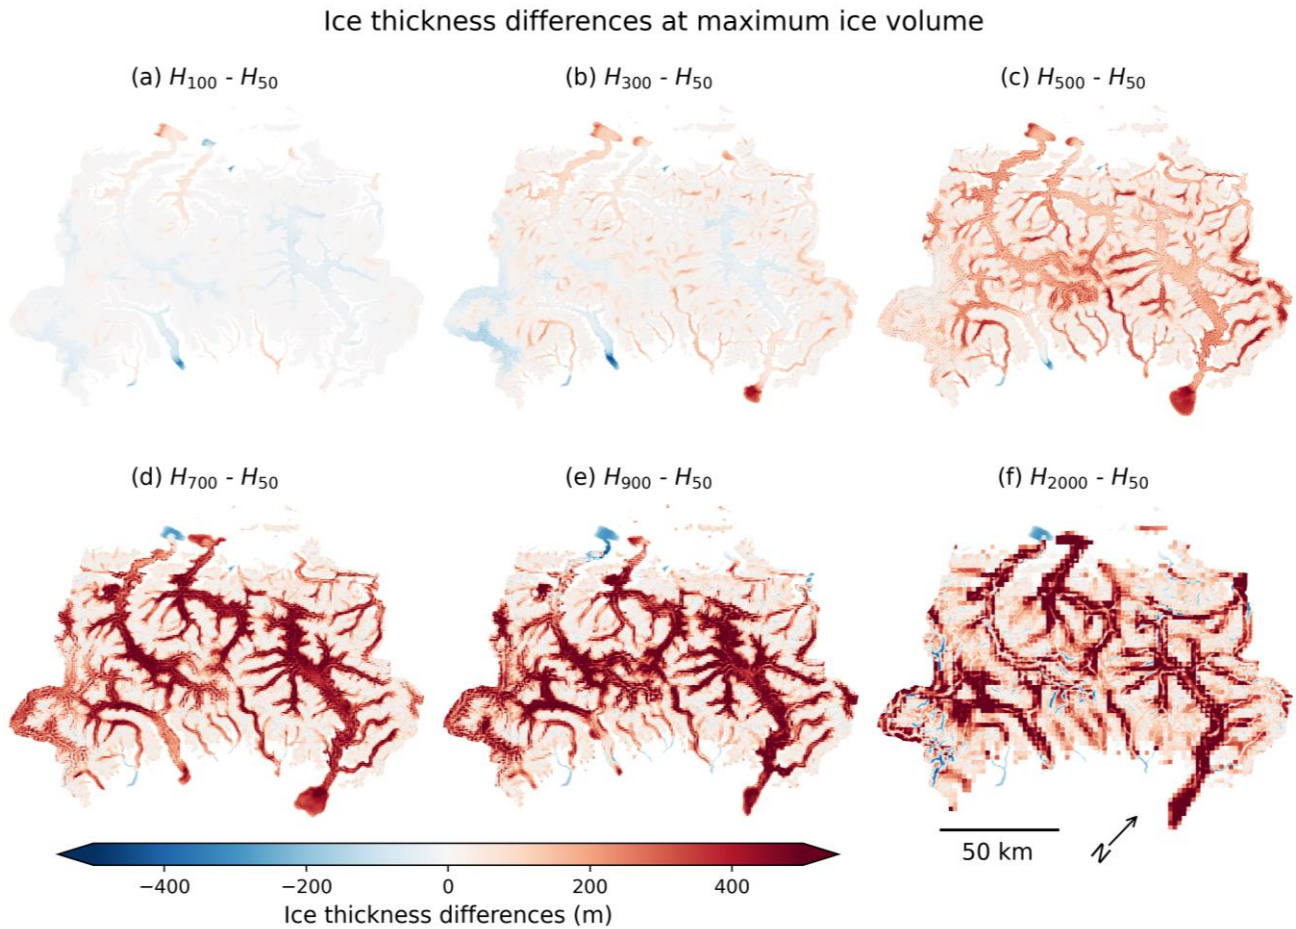 Ice thickness differences at maximum ice volume
(a) H100 - H50
(b) H300 - H50
(c) H500 - H50
(d) H700 - H50
(e) H900 - H50
(f) H2000 - H50
50 km
N
−400 −200 0 200 400
Ice thickness differences (m)